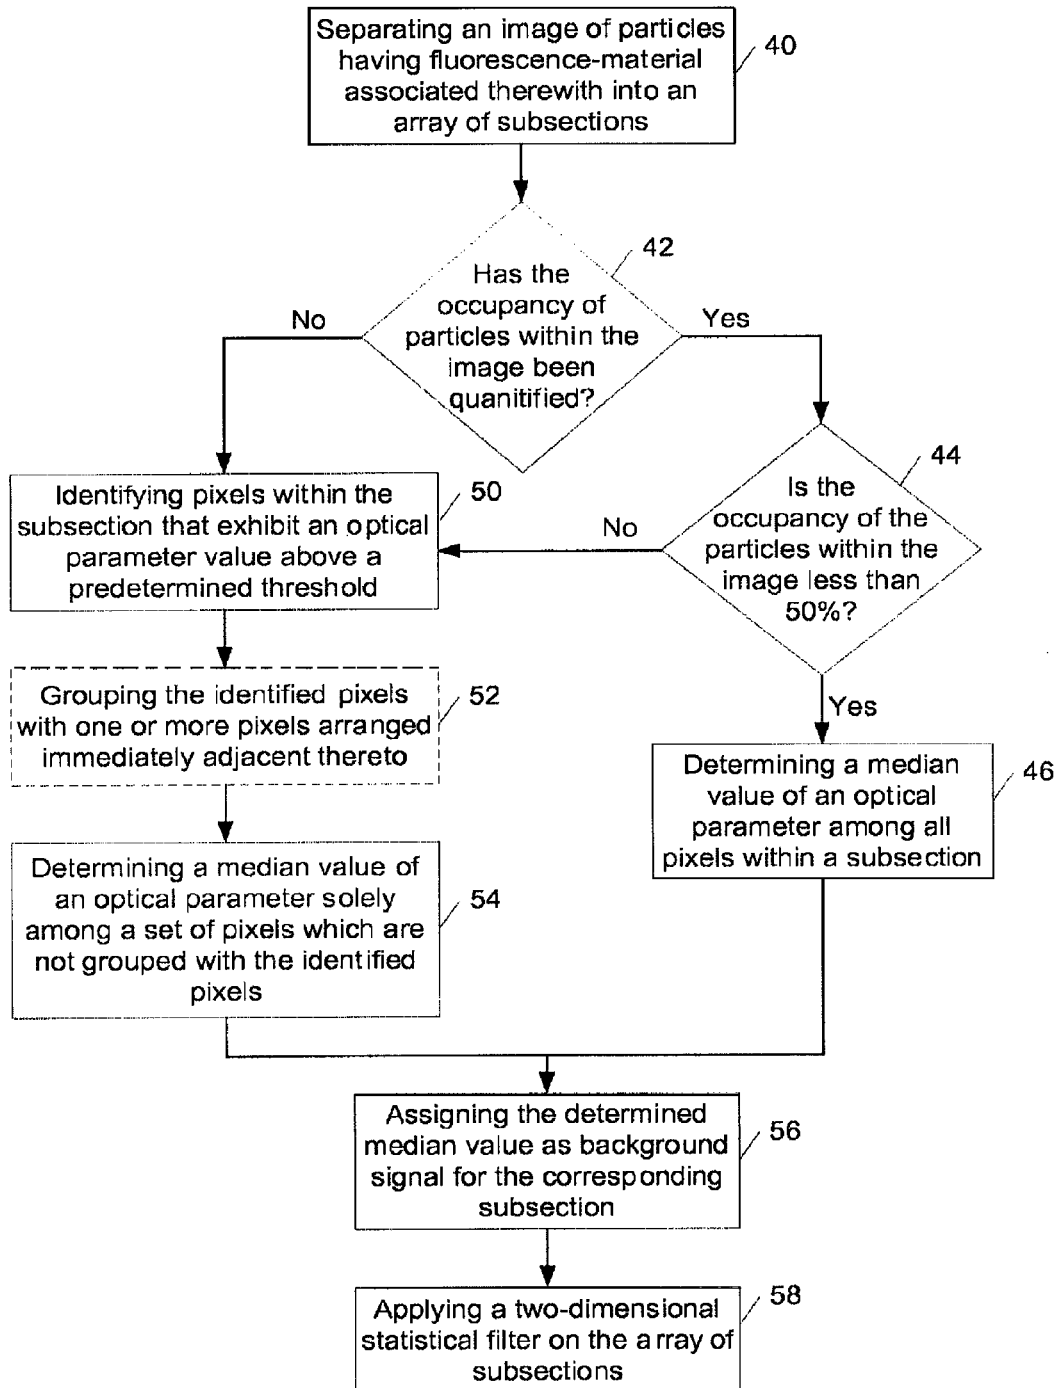 Separating an image of particles
having fluorescence-material
associated therewith into an
array of subsections
40
42
Has the
occupancy of
particles within the
image been
quanitified?
No
Yes
44
Is the
occupancy of the
particles within the
image less than
50%?
No
Yes
50
Identifying pixels within the
subsection that exhibit an optical
parameter value above a
predetermined threshold
52
Grouping the identified pixels
with one or more pixels arranged
immediately adjacent thereto
46
Determining a median
value of an optical
parameter among all
pixels within a subsection
54
Determining a median value of
an optical parameter solely
among a set of pixels which are
not grouped with the identified
pixels
56
Assigning the determined
median value as background
signal for the corresponding
subsection
58
Applying a two-dimensional
statistical filter on the array of
subsections